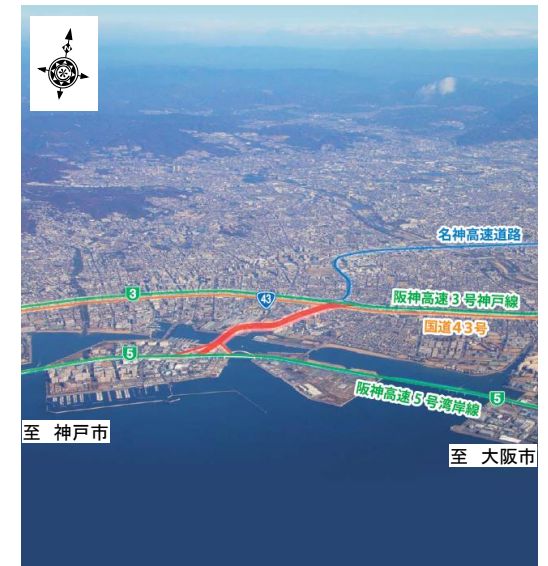 N
名神高速道路
3
43
阪神高速3号神戸線
国道43号
5
阪神高速5号湾岸線
5
至 神戸市
至 大阪市